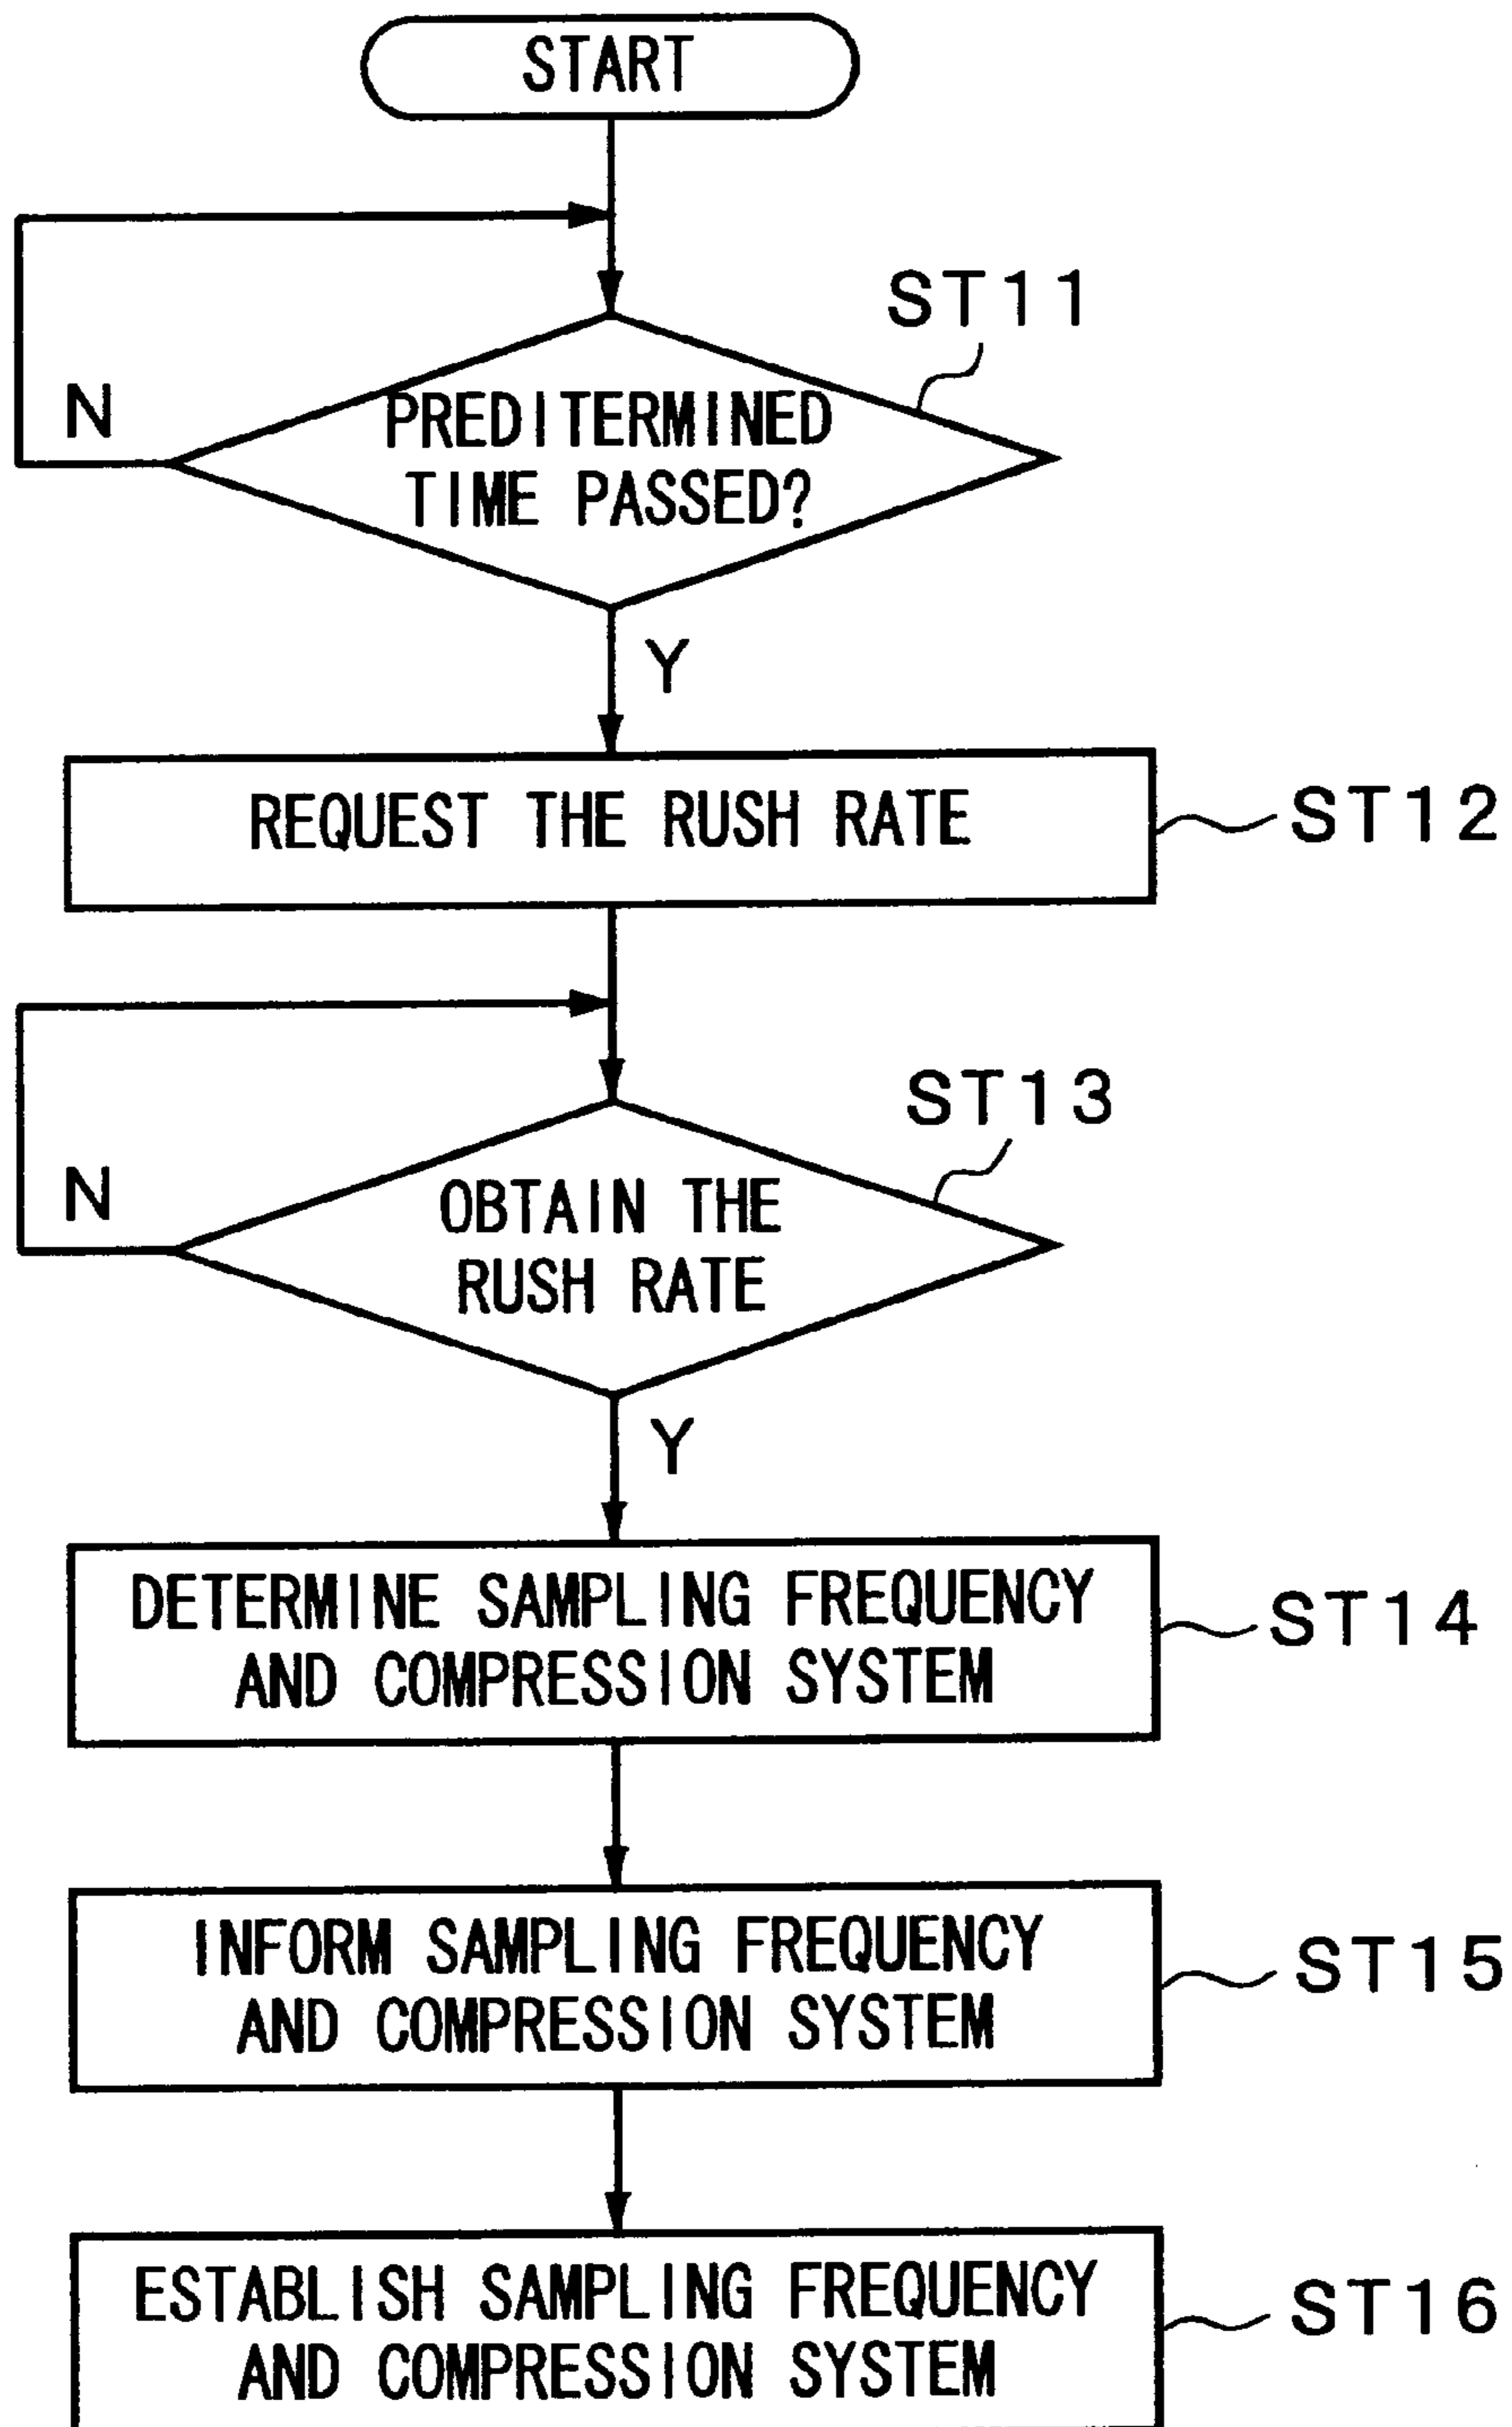 START
ST11
N
PREDITERMINED
TIME PASSED?
Y
REQUEST THE RUSH RATE
ST12
ST13
N
OBTAIN THE
RUSH RATE
Y
DETERMINE SAMPLING FREQUENCY
AND COMPRESSION SYSTEM
ST14
INFORM SAMPLING FREQUENCY
AND COMPRESSION SYSTEM
ST15
ESTABLISH SAMPLING FREQUENCY
AND COMPRESSION SYSTEM
ST16